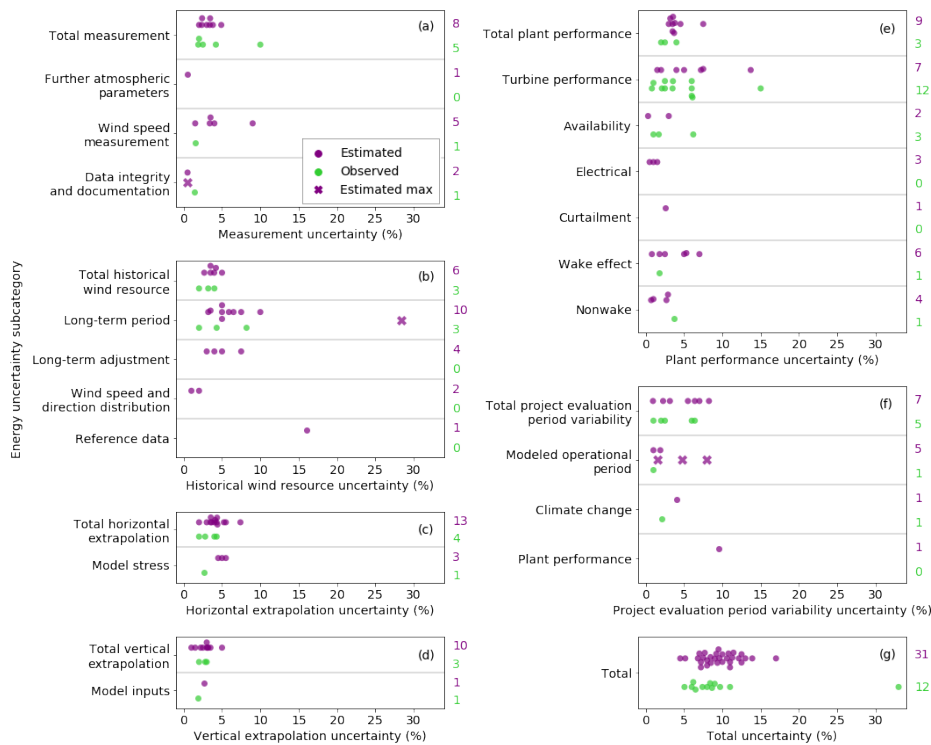 Energy uncertainty subcategory
(a)
Total measurement
8
5
Further atmospheric
parameters
1
0
Wind speed
measurement
5
1
Data integrity
and documentation
2
1
Estimated
Observed
Estimated max
0 5 10 15 20 25 30
Measurement uncertainty (%)
(b)
Total historical
wind resource
6
3
Long-term period
10
3
Long-term adjustment
4
0
Wind speed and
direction distribution
2
0
Reference data
1
0
0 5 10 15 20 25 30
Historical wind resource uncertainty (%)
(c)
Total horizontal
extrapolation
13
4
Model stress
3
1
0 5 10 15 20 25 30
Horizontal extrapolation uncertainty (%)
(d)
Total vertical
extrapolation
10
3
Model inputs
1
1
0 5 10 15 20 25 30
Vertical extrapolation uncertainty (%)
(e)
Total plant performance
9
3
Turbine performance
7
12
Availability
2
3
Electrical
3
0
Curtailment
1
0
Wake effect
6
1
Nonwake
4
1
0 5 10 15 20 25 30
Plant performance uncertainty (%)
(f)
Total project evaluation
period variability
7
5
Modeled operational
period
5
1
Climate change
1
1
Plant performance
1
0
0 5 10 15 20 25 30
Project evaluation period variability uncertainty (%)
(g)
Total
31
12
0 5 10 15 20 25 30
Total uncertainty (%)